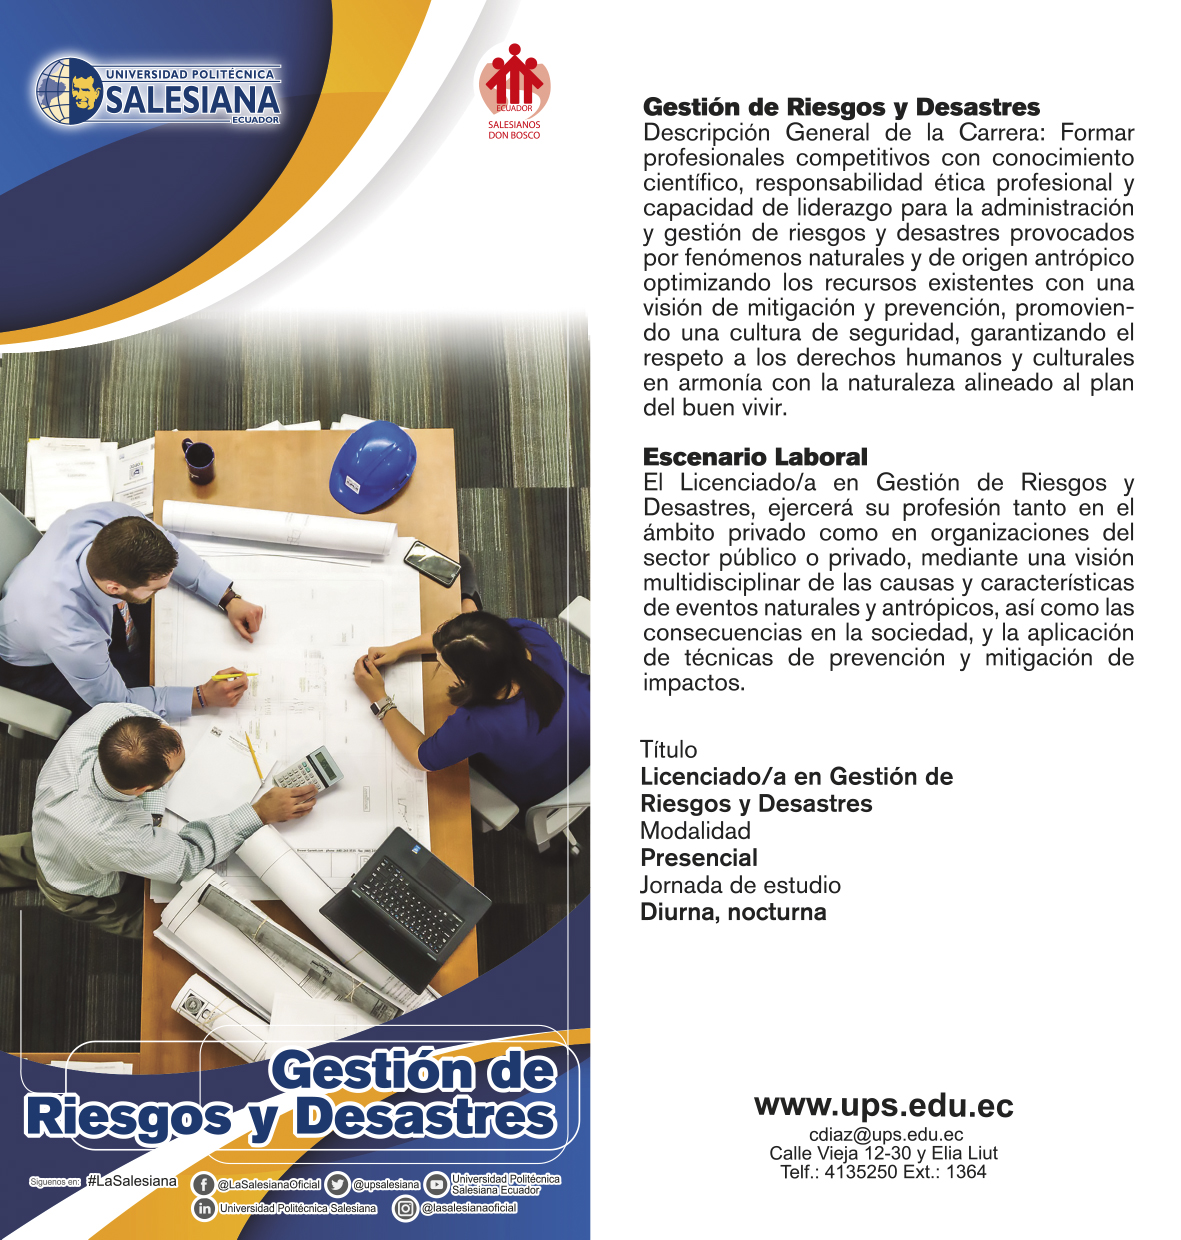 UNIVERSIDAD POLITÉCNICA
SALESIANA
ECUADOR
ECUADOR
SALESIANOS
DON BOSCO
Gestión de
Riesgos y Desastres
Síguenos en: #LaSalesiana
@LaSalesianaOficial
@upsalesiana
Universidad Politécnica
Salesiana Ecuador
Universidad Politécnica Salesiana
@lasalesianaoficial
Gestión de Riesgos y Desastres
Descripción General de la Carrera: Formar
profesionales competitivos con conocimiento
científico, responsabilidad ética profesional y
capacidad de liderazgo para la administración
y gestión de riesgos y desastres provocados
por fenómenos naturales y de origen antrópico
optimizando los recursos existentes con una
visión de mitigación y prevención, promovien-
do una cultura de seguridad, garantizando el
respeto a los derechos humanos y culturales
en armonía con la naturaleza alineado al plan
del buen vivir.
Escenario Laboral
El Licenciado/a en Gestión de Riesgos y
Desastres, ejercerá su profesión tanto en el
ámbito privado como en organizaciones del
sector público o privado, mediante una visión
multidisciplinar de las causas y características
de eventos naturales y antrópicos, así como las
consecuencias en la sociedad, y la aplicación
de técnicas de prevención y mitigación de
impactos.
Título
Licenciado/a en Gestión de
Riesgos y Desastres
Modalidad
Presencial
Jornada de estudio
Diurna, nocturna
www.ups.edu.ec
cdiaz@ups.edu.ec
Calle Vieja 12-30 y Elia Liut
Telf.: 4135250 Ext.: 1364